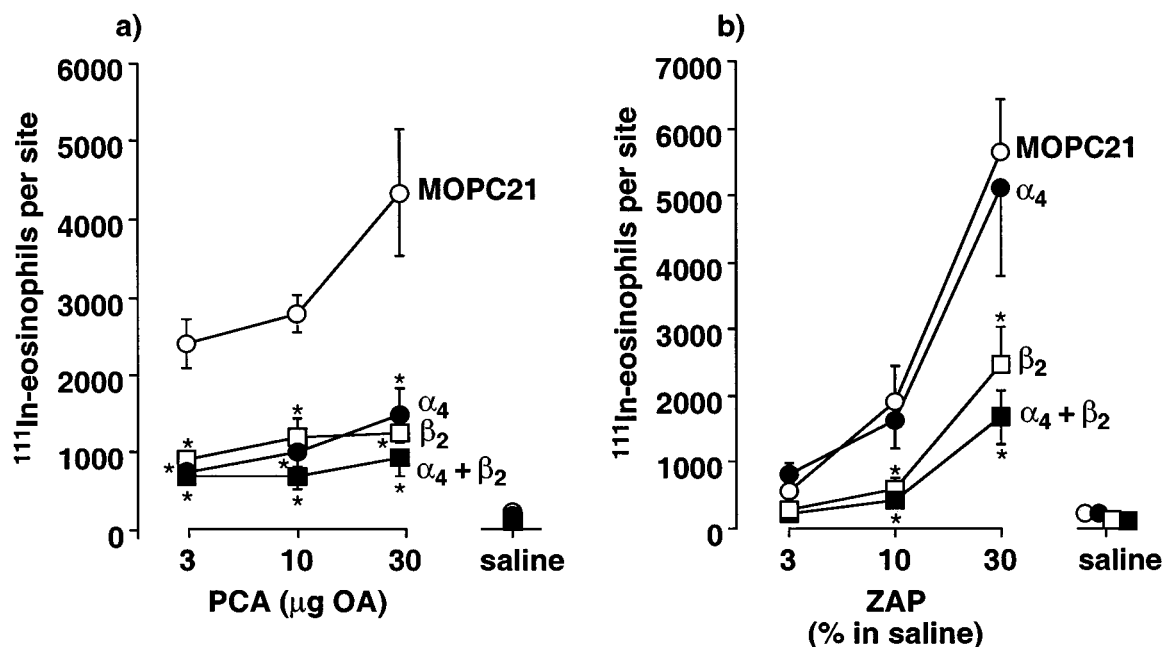 a)
¹¹¹In-eosinophils per site
6000
5000
4000
3000
2000
1000
0
MOPC21
α₄
β₂
α₄ + β₂
* * *
* * *
* * *
3 10 30 saline
PCA (μg OA)
b)
¹¹¹In-eosinophils per site
7000
6000
5000
4000
3000
2000
1000
0
MOPC21
α₄
β₂
α₄ + β₂
* *
* *
3 10 30 saline
ZAP
(% in saline)